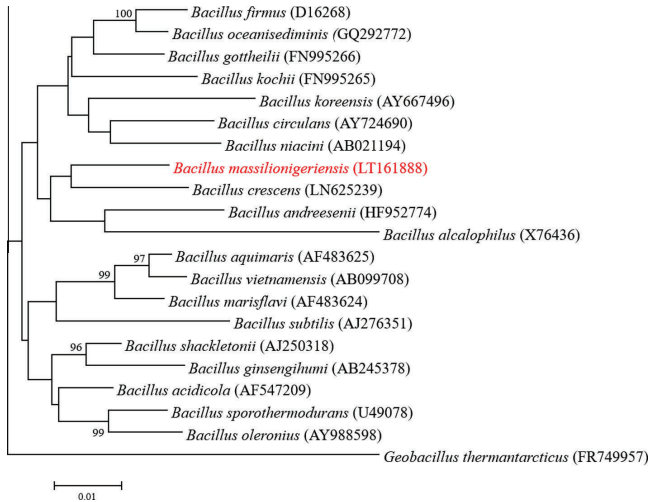 100
Bacillus firmus (D16268)
Bacillus oceanisediminis (GQ292772)
Bacillus gottheilii (FN995266)
Bacillus kochii (FN995265)
Bacillus koreensis (AY667496)
Bacillus circulans (AY724690)
Bacillus niacini (AB021194)
Bacillus massilionigeriensis (LT161888)
Bacillus crescens (LN625239)
Bacillus andreesenii (HF952774)
Bacillus alcalophilus (X76436)
97
Bacillus aquimaris (AF483625)
99
Bacillus vietnamensis (AB099708)
Bacillus marisflavi (AF483624)
Bacillus subtilis (AJ276351)
96
Bacillus shackletonii (AJ250318)
Bacillus ginsengihumi (AB245378)
Bacillus acidicola (AF547209)
Bacillus sporothermodurans (U49078)
99
Bacillus oleronius (AY988598)
Geobacillus thermantarcticus (FR749957)
0.01